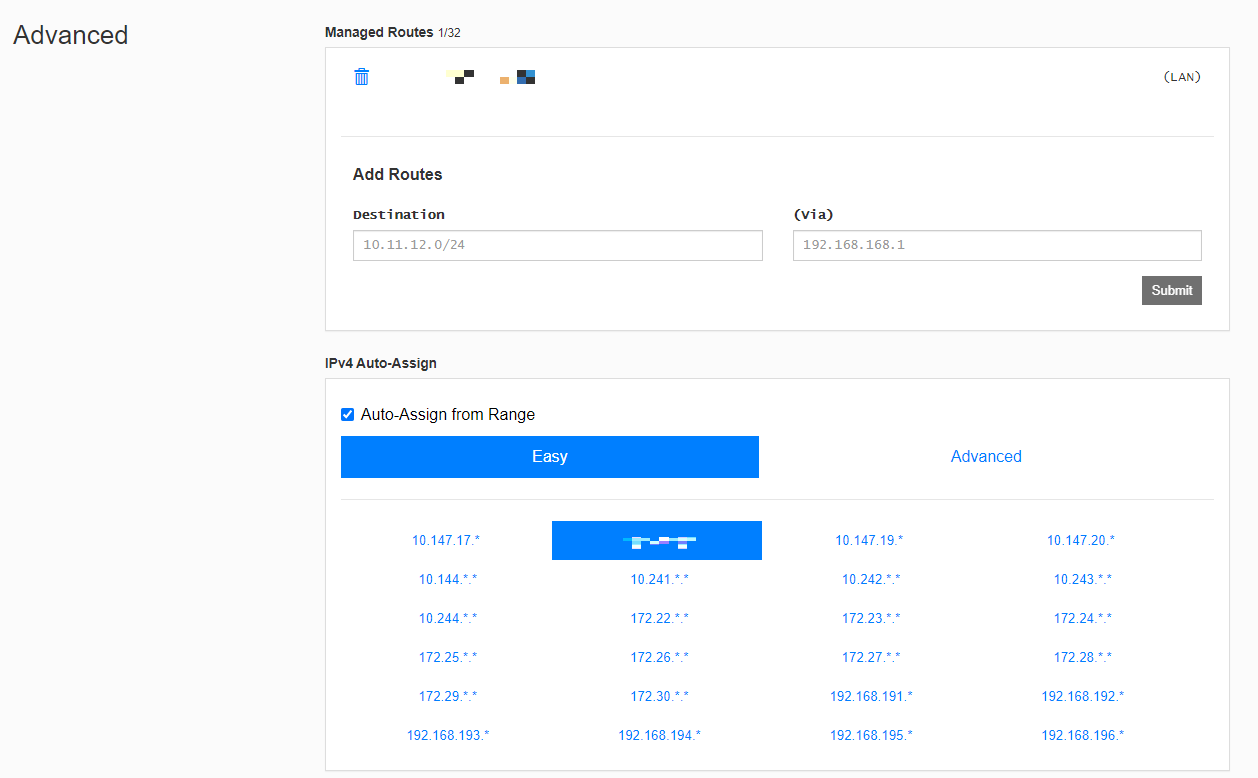 Advanced
Managed Routes 1/32
(LAN)
Add Routes
Destination
(Via)
10.11.12.0/24
192.168.168.1
Submit
IPv4 Auto-Assign
Auto-Assign from Range
Easy
Advanced
10.147.17.*
10.147.19.*
10.147.20.*
10.144.*.*
10.241.*.*
10.242.*.*
10.243.*.*
10.244.*.*
172.22.*.*
172.23.*.*
172.24.*.*
172.25.*.*
172.26.*.*
172.27.*.*
172.28.*.*
172.29.*.*
172.30.*.*
192.168.191.*
192.168.192.*
192.168.193.*
192.168.194.*
192.168.195.*
192.168.196.*